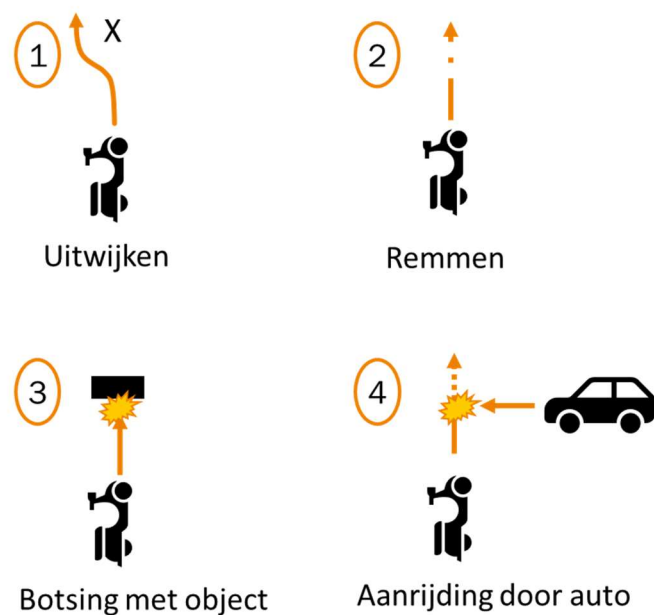 1
X
Uitwijken
2
Remmen
3
Botsing met object
4
Aanrijding door auto